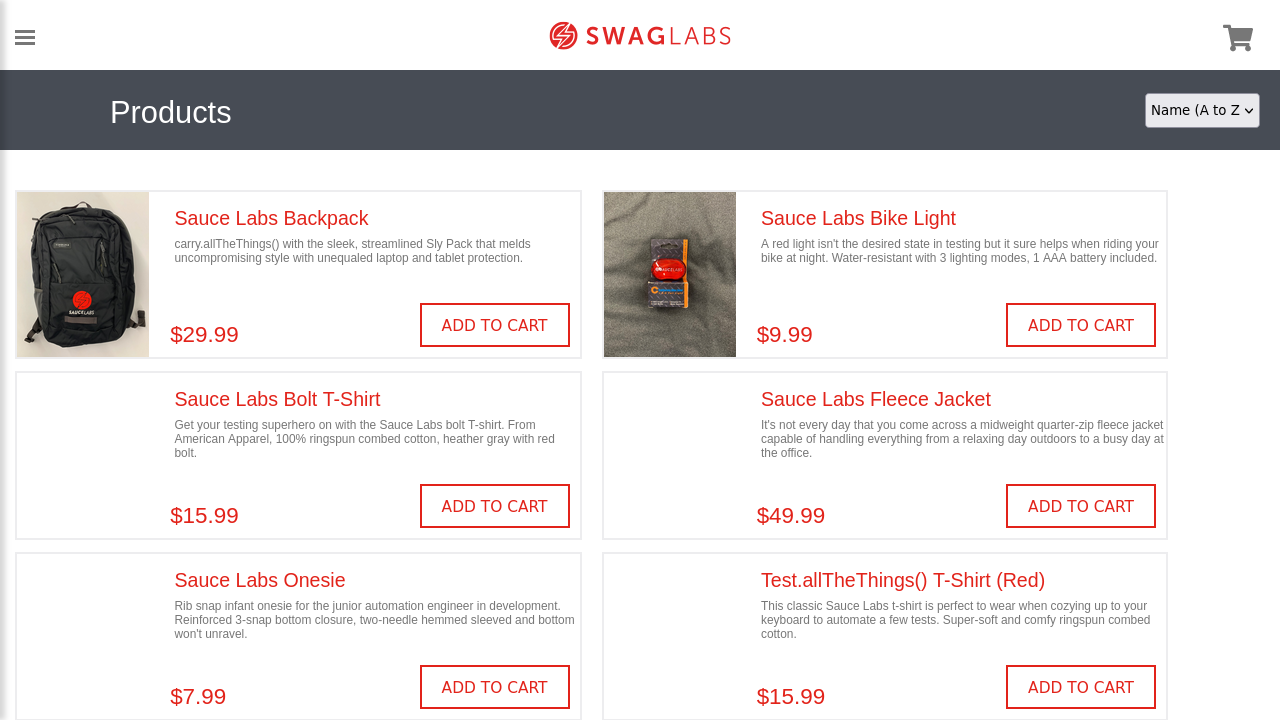 SWAGLABS
Products
Name (A to Z
Sauce Labs Backpack
carry.allTheThings() with the sleek, streamlined Sly Pack that melds
uncompromising style with unequaled laptop and tablet protection.
$29.99
ADD TO CART
Sauce Labs Bike Light
A red light isn't the desired state in testing but it sure helps when riding your
bike at night. Water-resistant with 3 lighting modes, 1 AAA battery included.
$9.99
ADD TO CART
Sauce Labs Bolt T-Shirt
Get your testing superhero on with the Sauce Labs bolt T-shirt. From
American Apparel, 100% ringspun combed cotton, heather gray with red
bolt.
$15.99
ADD TO CART
Sauce Labs Fleece Jacket
It's not every day that you come across a midweight quarter-zip fleece jacket
capable of handling everything from a relaxing day outdoors to a busy day at
the office.
$49.99
ADD TO CART
Sauce Labs Onesie
Rib snap infant onesie for the junior automation engineer in development.
Reinforced 3-snap bottom closure, two-needle hemmed sleeved and bottom
won't unravel.
$7.99
ADD TO CART
Test.allTheThings() T-Shirt (Red)
This classic Sauce Labs t-shirt is perfect to wear when cozying up to your
keyboard to automate a few tests. Super-soft and comfy ringspun combed
cotton.
$15.99
ADD TO CART
SAUCELABS